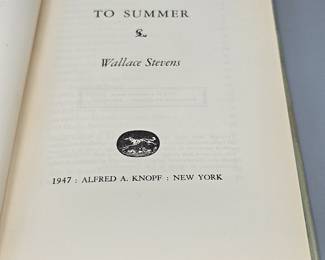 TO SUMMER
Wallace Stevens
1947 : ALFRED A. KNOPF : NEW YORK